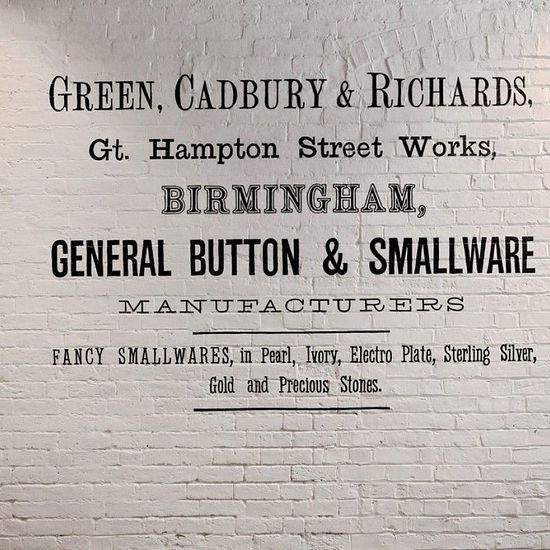 GREEN, CADBURY & RICHARDS,
Gt. Hampton Street Works,
BIRMINGHAM,
GENERAL BUTTON & SMALLWARE
MANUFACTURERS
FANCY SMALLWARES, in Pearl, Ivory, Electro Plate, Sterling Silver,
Gold and Precious Stones.